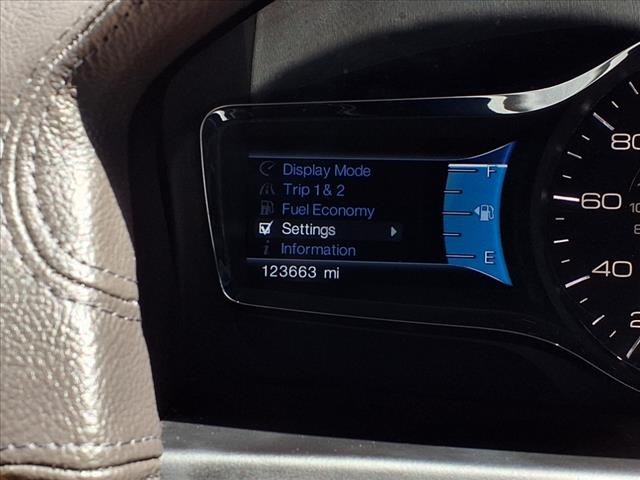 Display Mode
Trip 1 & 2
Fuel Economy
Settings
Information
123663 mi
F
E
80
60
40